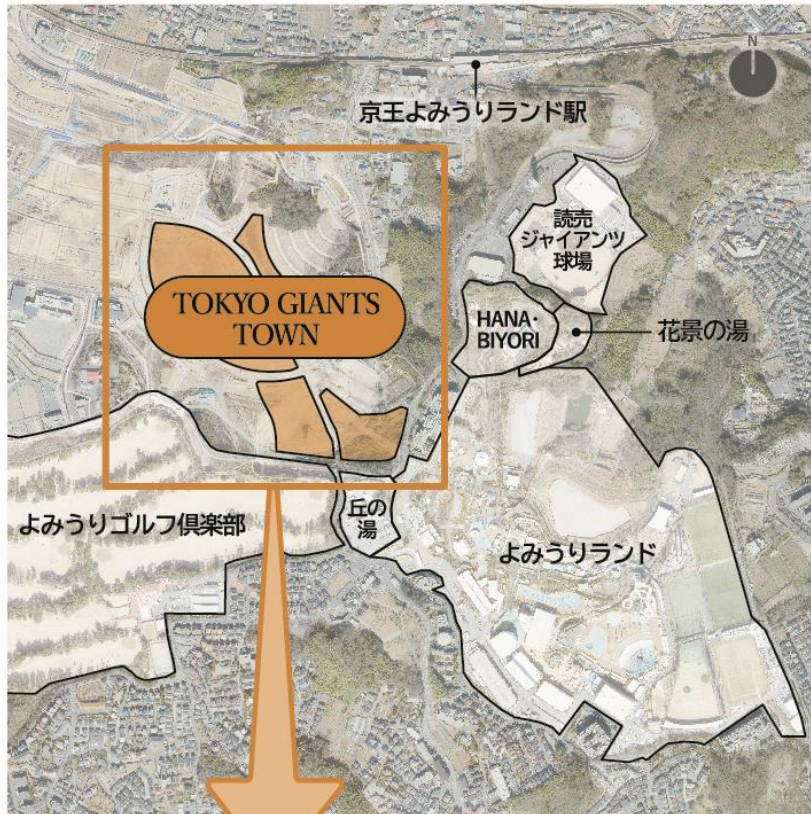 N
京王よみうりランド駅
読売
ジャイアンツ
球場
TOKYO GIANTS
TOWN
HANA・
BIYORI
花景の湯
よみうりゴルフ倶楽部
丘の
湯
よみうりランド